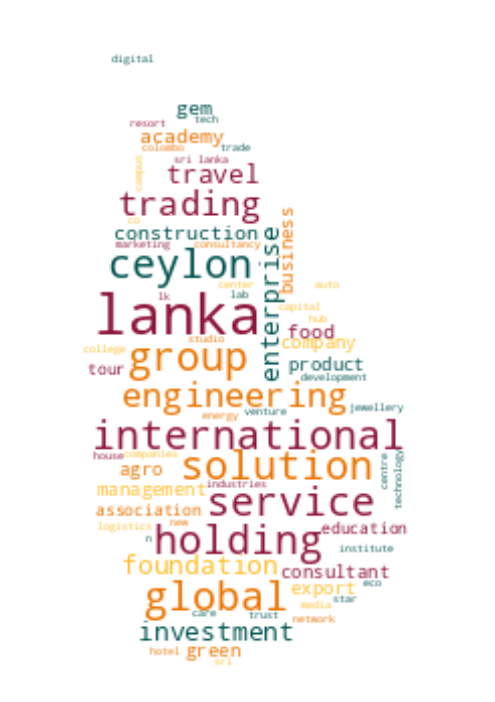 digital
gem
tech
resort
academy
colombo
trade
sri lanka
campus
travel
trading
co
construction
business
marketing
consultancy
ceylon
enterprise
center
auto
lk
lab
capital
lanka
hub
food
studio
company
college
group
product
tour
development
engineering
jewellery
energy
venture
international
house
companies
solution
agro
centre
technology
management
industries
service
association
new
logistics
education
n
holding
institute
foundation
consultant
eco
export
global
star
media
care
trust
network
investment
hotel
green
sri